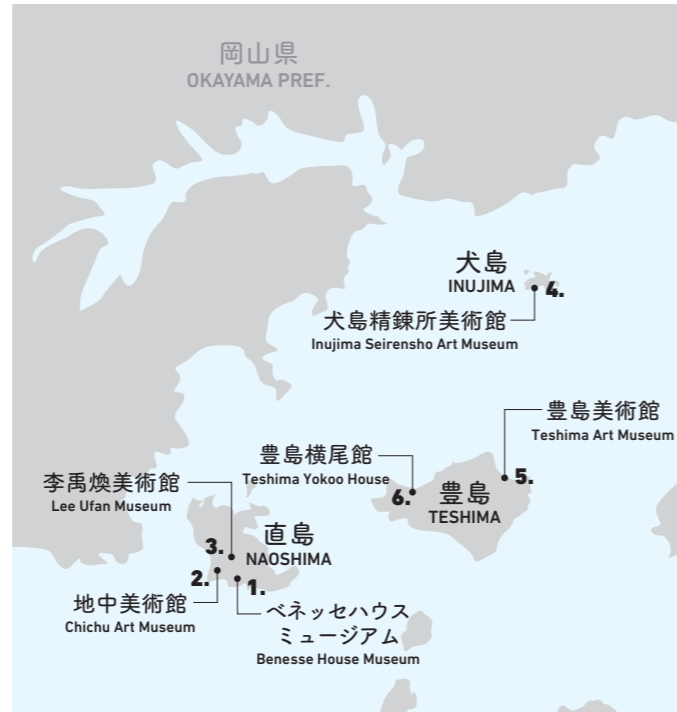 岡山県
OKAYAMA PREF.
犬島
INUJIMA
4.
犬島精錬所美術館
Inujima Seirensho Art Museum
豊島美術館
Teshima Art Museum
5.
豊島横尾館
Teshima Yokoo House
6.
豊島
TESHIMA
李禹煥美術館
Lee Ufan Museum
3.
直島
NAOSHIMA
2.
1.
地中美術館
Chichu Art Museum
ベネッセハウス
ミュージアム
Benesse House Museum